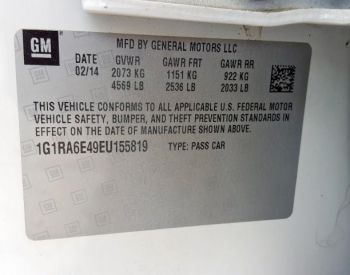 GM
MFD BY GENERAL MOTORS LLC
DATE GVWR GAWR FRT GAWR RR
02/14 2073 KG 1151 KG 922 KG
4569 LB 2536 LB 2033 LB
THIS VEHICLE CONFORMS TO ALL APPLICABLE U.S. FEDERAL MOTOR
VEHICLE SAFETY, BUMPER, AND THEFT PREVENTION STANDARDS
IN EFFECT ON THE DATE OF MANUFACTURE SHOWN ABOVE.
1G1RA6E49EU155819 TYPE: PASS CAR